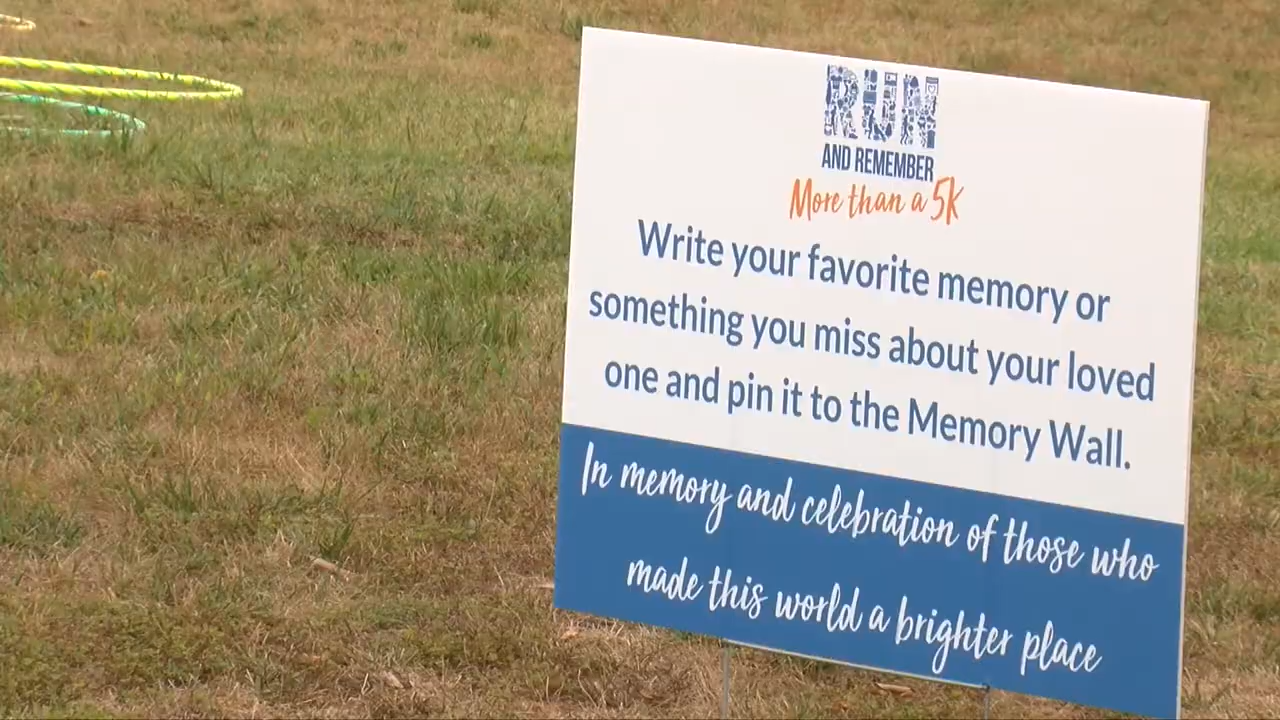 RUN
AND REMEMBER
More than a 5K
Write your favorite memory or
something you miss about your loved
one and pin it to the Memory Wall.
In memory and celebration of those who
made this world a brighter place